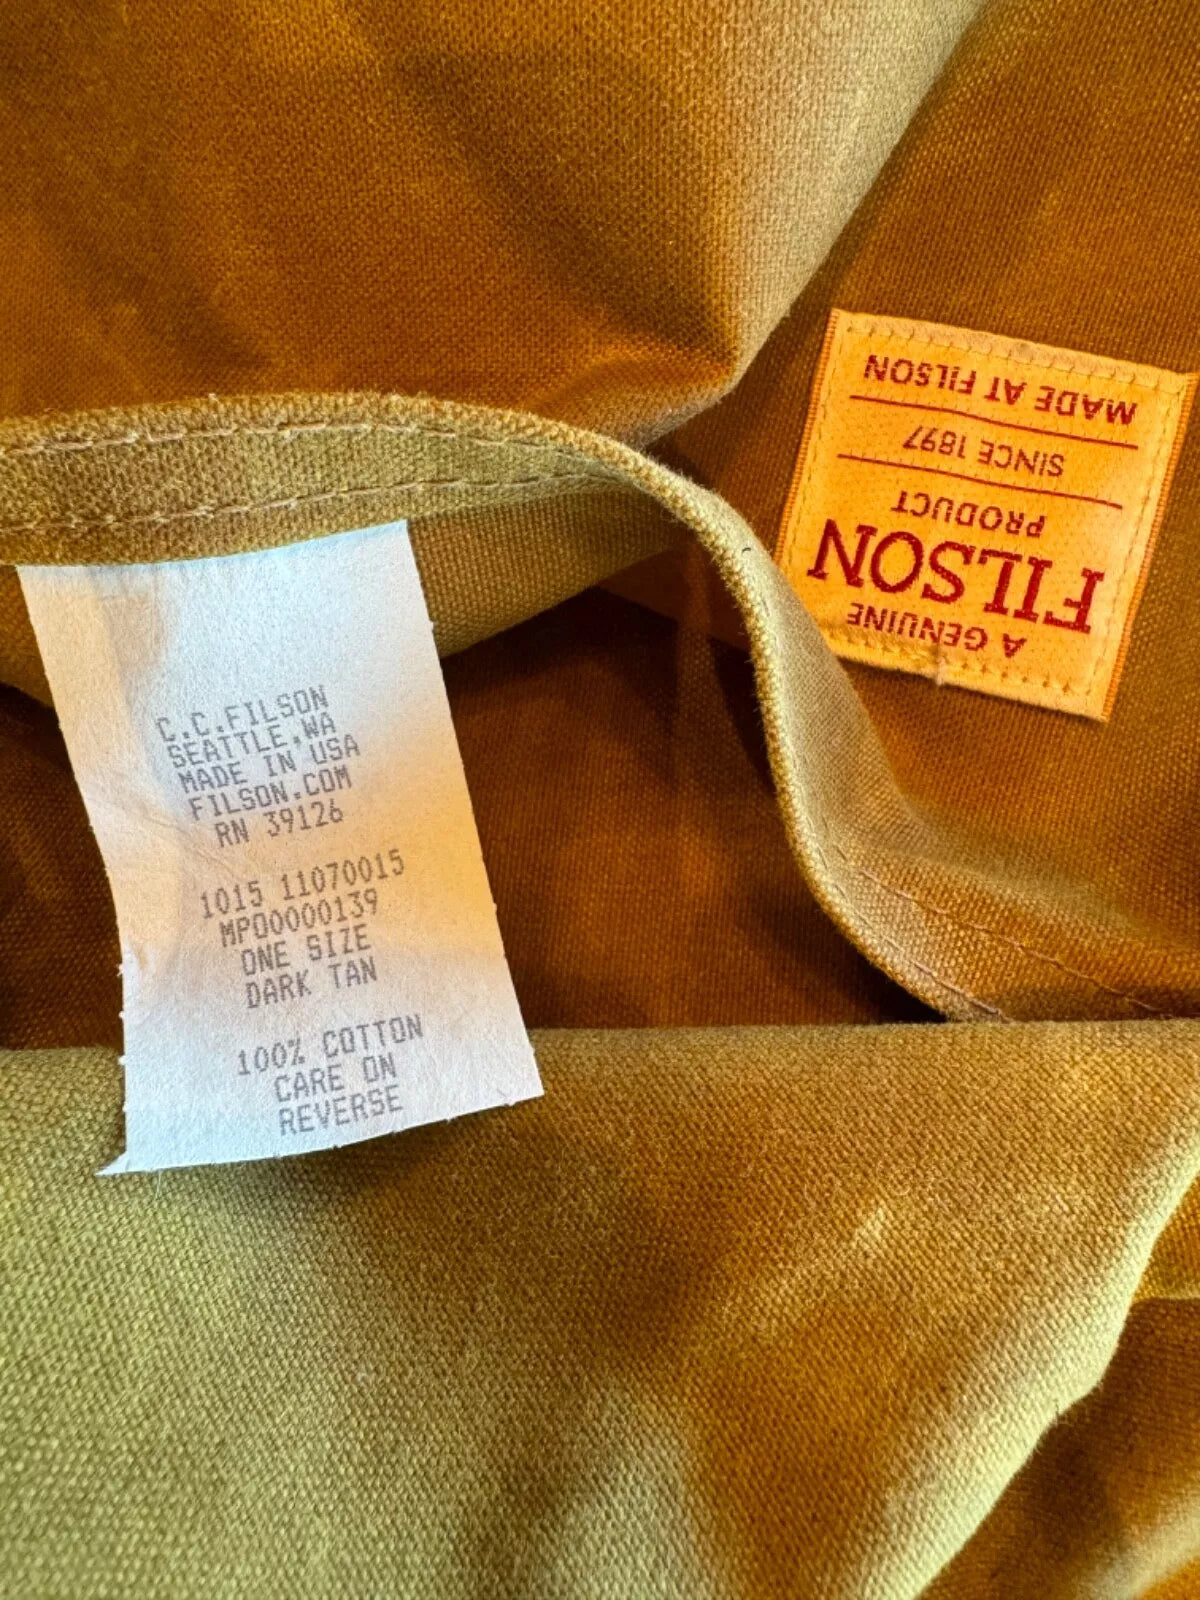 C.C.FILSON
SEATTLE,WA
MADE IN USA
FILSON.COM
RN 39126
1015 11070015
MPO0000139
ONE SIZE
DARK TAN
100% COTTON
CARE ON
REVERSE
A GENUINE
FILSON
PRODUCT
SINCE 1897
MADE AT FILSON